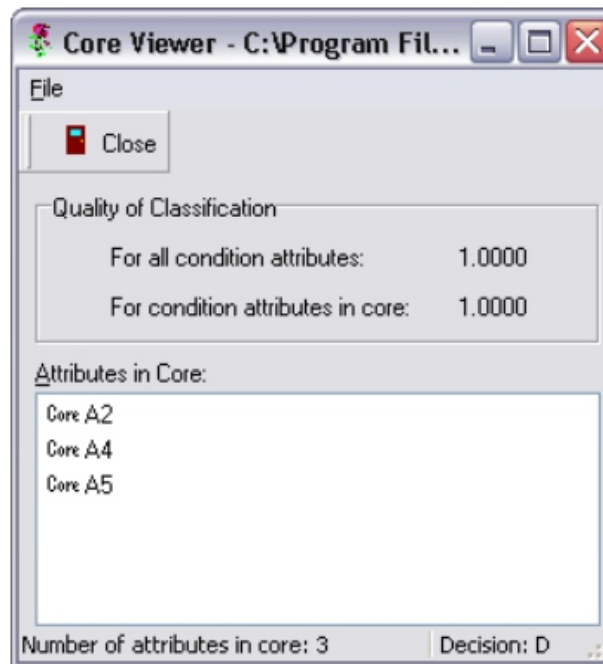 Core Viewer - C:\Program Fil...
File
Close
Quality of Classification
For all condition attributes: 1.0000
For condition attributes in core: 1.0000
Attributes in Core:
Core A2
Core A4
Core A5
Number of attributes in core: 3 Decision: D